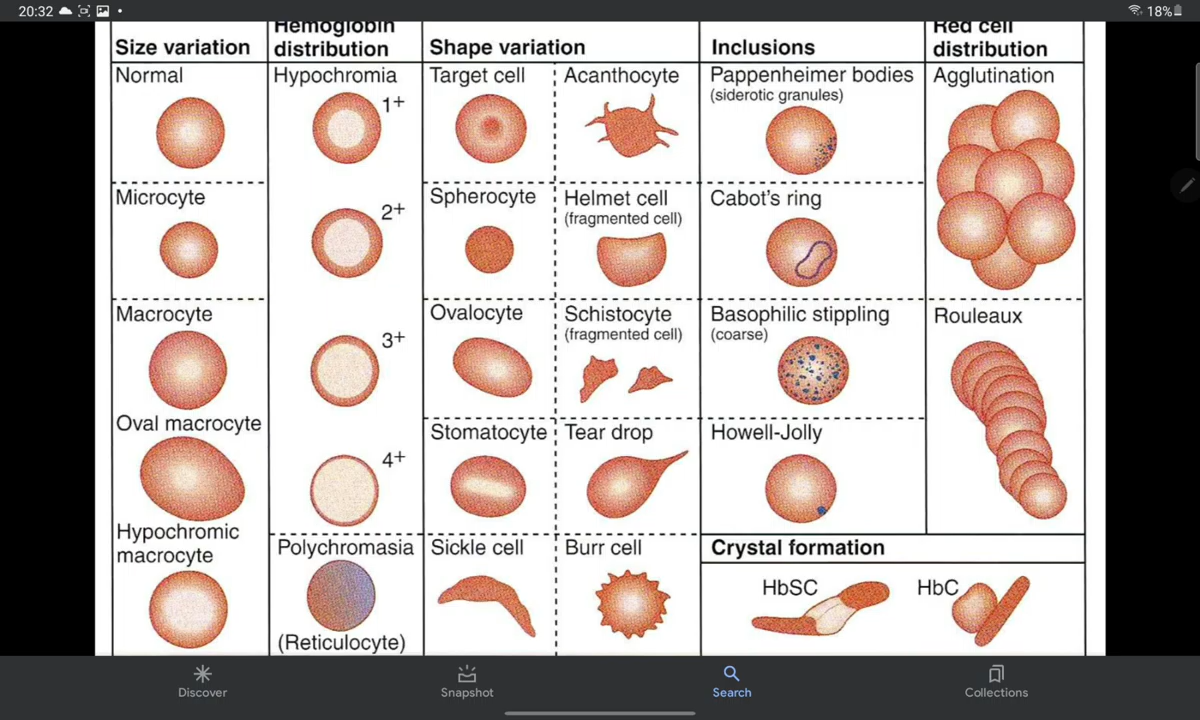 20:32
18%
Hemoglobin
Red cell
Size variation
distribution
Shape variation
Inclusions
distribution
Normal
Hypochromia
Target cell
Acanthocyte
Pappenheimer bodies
(siderotic granules)
Agglutination
1+
Microcyte
2+
Spherocyte
Helmet cell
(fragmented cell)
Cabot's ring
Macrocyte
3+
Ovalocyte
Schistocyte
(fragmented cell)
Basophilic stippling
(coarse)
Rouleaux
Oval macrocyte
4+
Stomatocyte
Tear drop
Howell-Jolly
Hypochromic
macrocyte
Polychromasia
(Reticulocyte)
Sickle cell
Burr cell
Crystal formation
HbSC
HbC
Discover
Snapshot
Search
Collections